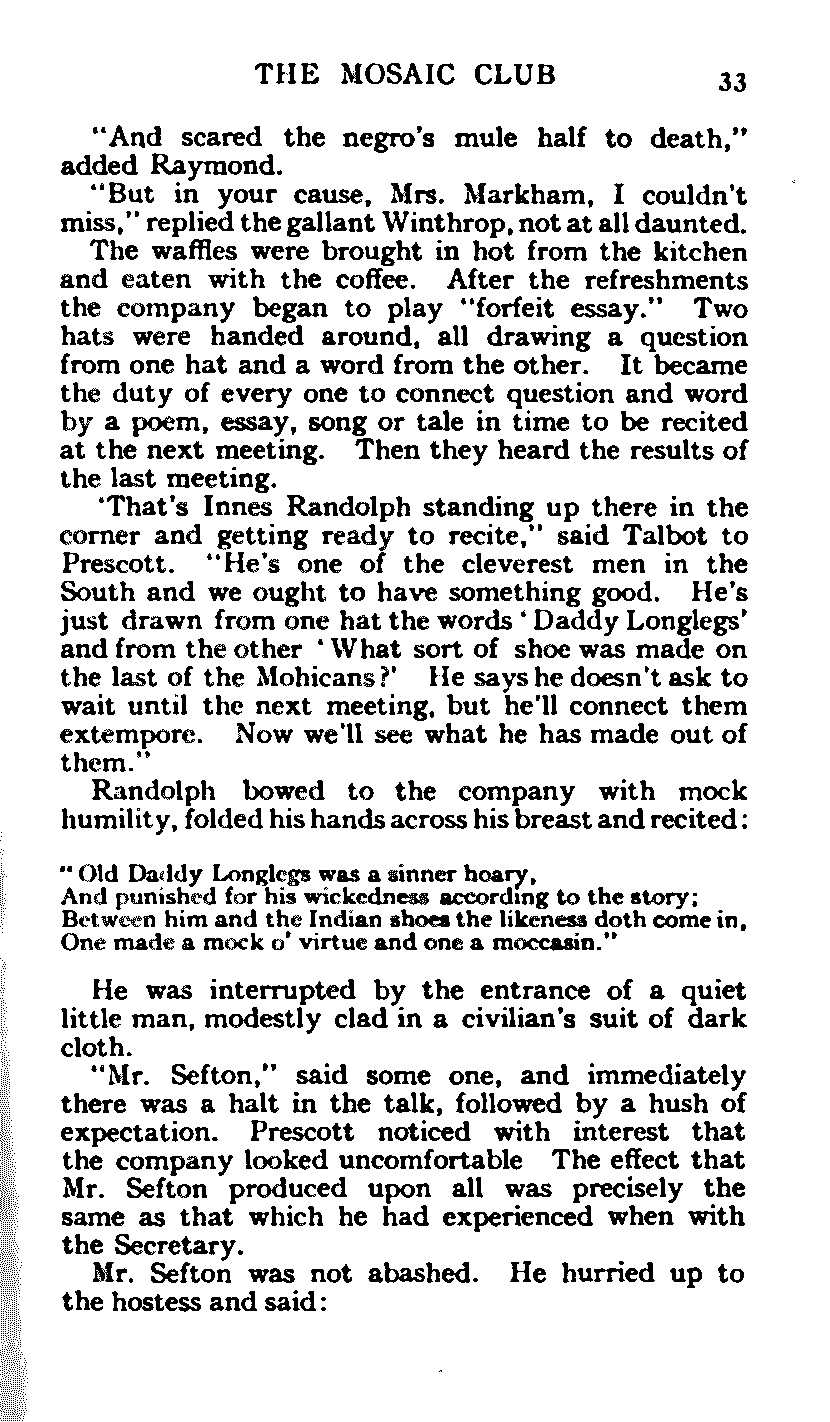 THE MOSAIC CLUB 33
"And scared the negro's mule half to death,"
added Raymond.
"But in your cause, Mrs. Markham, I couldn't
miss," replied the gallant Winthrop, not at all daunted.
The waffles were brought in hot from the kitchen
and eaten with the coffee. After the refreshments
the company began to play "forfeit essay." Two
hats were handed around, all drawing a question
from one hat and a word from the other. It became
the duty of every one to connect question and word
by a poem, essay, song or tale in time to be recited
at the next meeting. Then they heard the results of
the last meeting.
'That's Innes Randolph standing up there in the
corner and getting ready to recite," said Talbot to
Prescott. "He's one of the cleverest men in the
South and we ought to have something good. He's
just drawn from one hat the words 'Daddy Longlegs'
and from the other 'What sort of shoe was made on
the last of the Mohicans?' He says he doesn't ask to
wait until the next meeting, but he'll connect them
extempore. Now we'll see what he has made out of
them."
Randolph bowed to the company with mock
humility, folded his hands across his breast and recited:
"Old Daddy Longlegs was a sinner hoary,
And punished for his wickedness according to the story;
Between him and the Indian shoes the likeness doth come in,
One made a mock o' virtue and one a moccasin."
He was interrupted by the entrance of a quiet
little man, modestly clad in a civilian's suit of dark
cloth.
"Mr. Sefton," said some one, and immediately
there was a halt in the talk, followed by a hush of
expectation. Prescott noticed with interest that
the company looked uncomfortable The effect that
Mr. Sefton produced upon all was precisely the
same as that which he had experienced when with
the Secretary.
Mr. Sefton was not abashed. He hurried up to
the hostess and said: